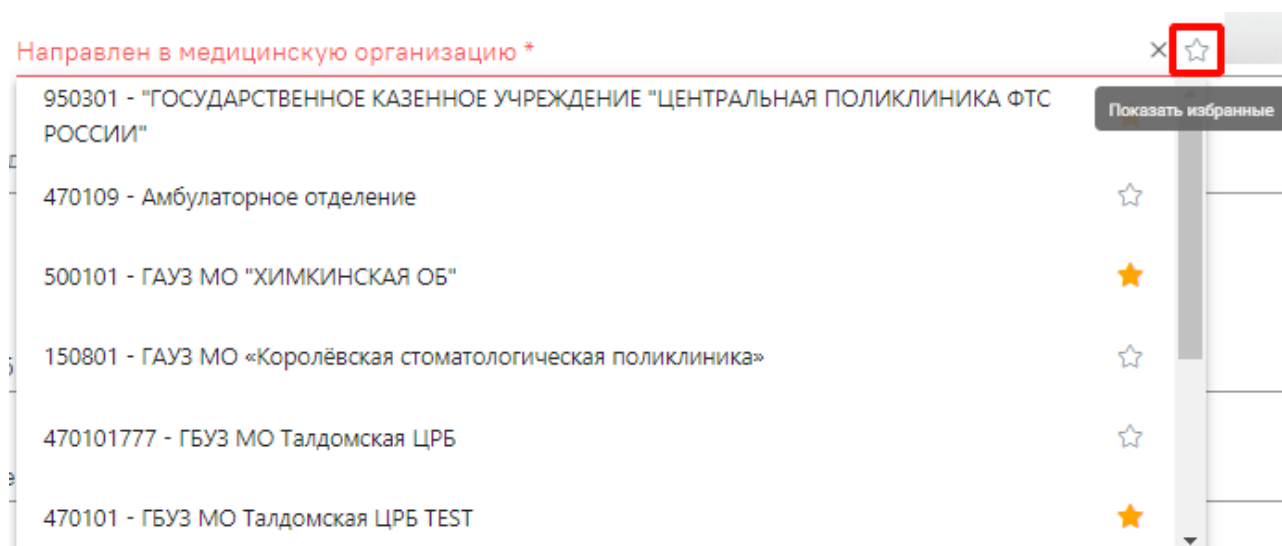 Направлен в медицинскую организацию *
950301 - "ГОСУДАРСТВЕННОЕ КАЗЕННОЕ УЧРЕЖДЕНИЕ "ЦЕНТРАЛЬНАЯ ПОЛИКЛИНИКА ФТС
РОССИИ"
Показать избранные
470109 - Амбулаторное отделение
500101 - ГАУЗ МО "ХИМКИНСКАЯ ОБ"
150801 - ГАУЗ МО «Королёвская стоматологическая поликлиника»
470101777 - ГБУЗ МО Талдомская ЦРБ
470101 - ГБУЗ МО Талдомская ЦРБ TEST